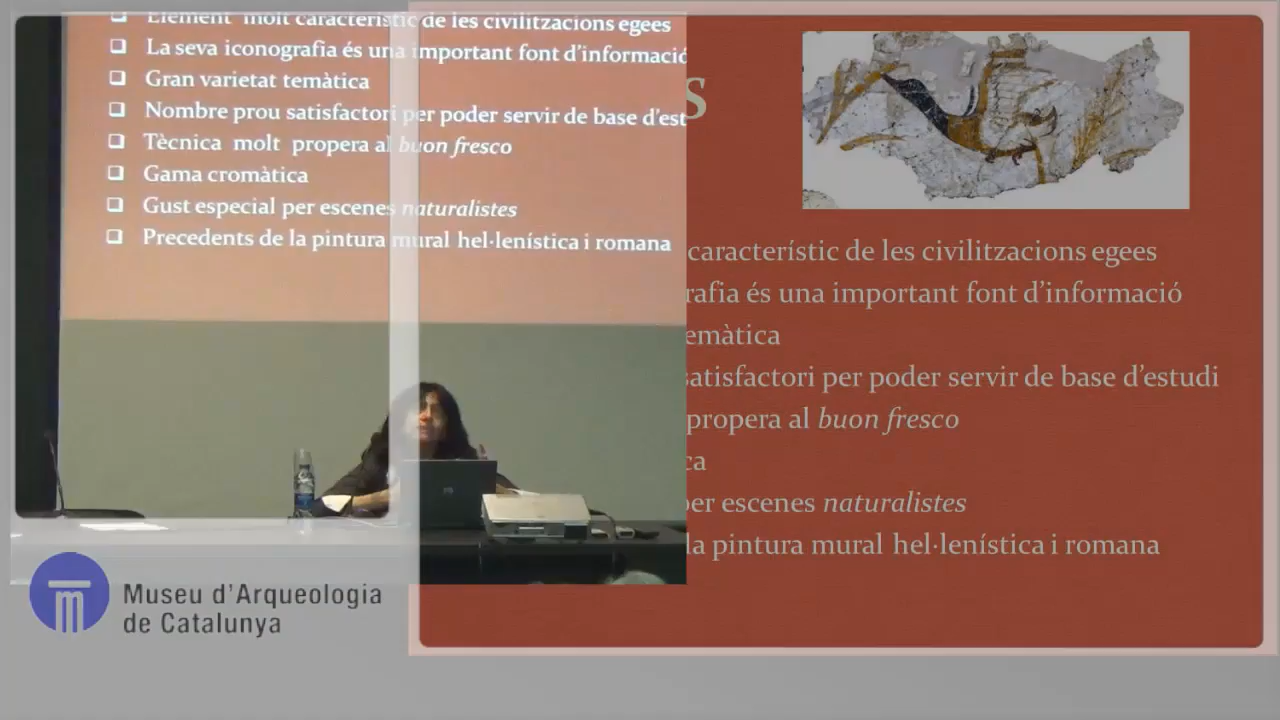 Element molt característic de les civilitzacions egees
La seva iconografia és una important font d'informació
Gran varietat temàtica
Nombre prou satisfactori per poder servir de base d'est
Tècnica molt propera al buon fresco
Gama cromàtica
Gust especial per escenes naturalistes
Precedents de la pintura mural hel·lenística i romana
S
característic de les civilitzacions egees
rafia és una important font d'informació
emàtica
satisfactori per poder servir de base d'estudi
propera al buon fresco
ca
per escenes naturalistes
la pintura mural hel·lenística i romana
m
Museu d'Arqueologia
de Catalunya